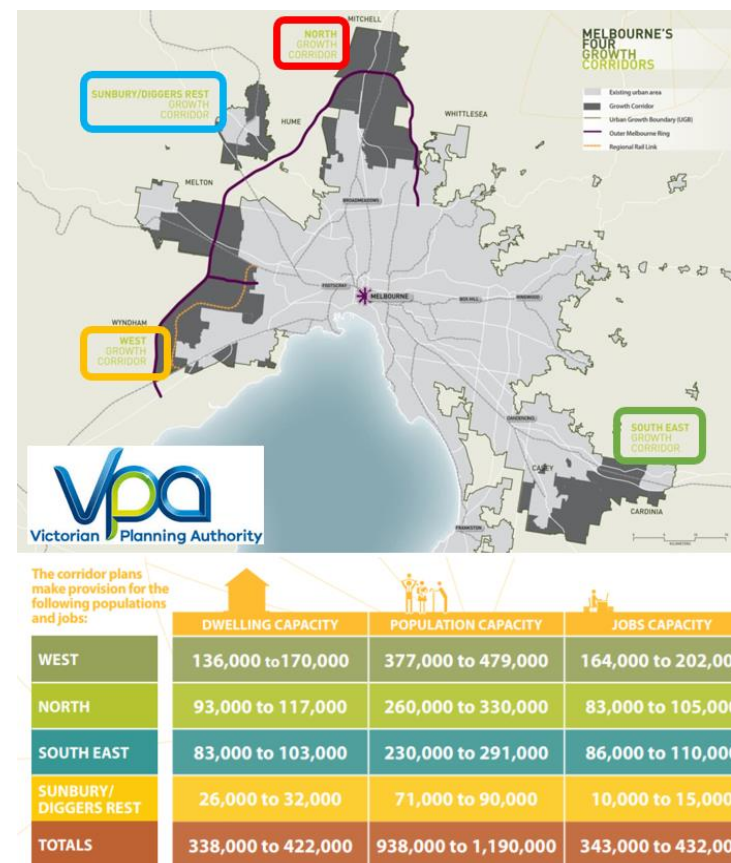 MITCHELL
NORTH
GROWTH
CORRIDOR
MELBOURNE'S
FOUR
GROWTH
CORRIDORS
Existing urban area
Growth Corridor
Urban Growth Boundary (UGB)
Outer Melbourne Ring
Regional Rail Link
SUNBURY/DIGGERS REST
GROWTH
CORRIDOR
HUME
WHITTLESEA
MELTON
BROADMEADOWS
FOOTSCRAY
MELBOURNE
BOX HILL
RINGWOOD
WYNDHAM
WEST
GROWTH
CORRIDOR
DANDENONG
SOUTH EAST
GROWTH
CORRIDOR
CASEY
CARDINIA
FRANKSTON
KILOMETRES
vpa
Victorian Planning Authority
The corridor plans
make provision for the
following populations
and jobs:
DWELLING CAPACITY POPULATION CAPACITY JOBS CAPACITY
WEST 136,000 to 170,000 377,000 to 479,000 164,000 to 202,00
NORTH 93,000 to 117,000 260,000 to 330,000 83,000 to 105,00
SOUTH EAST 83,000 to 103,000 230,000 to 291,000 86,000 to 110,00
SUNBURY/
DIGGERS REST 26,000 to 32,000 71,000 to 90,000 10,000 to 15,00
TOTALS 338,000 to 422,000 938,000 to 1,190,000 343,000 to 432,00